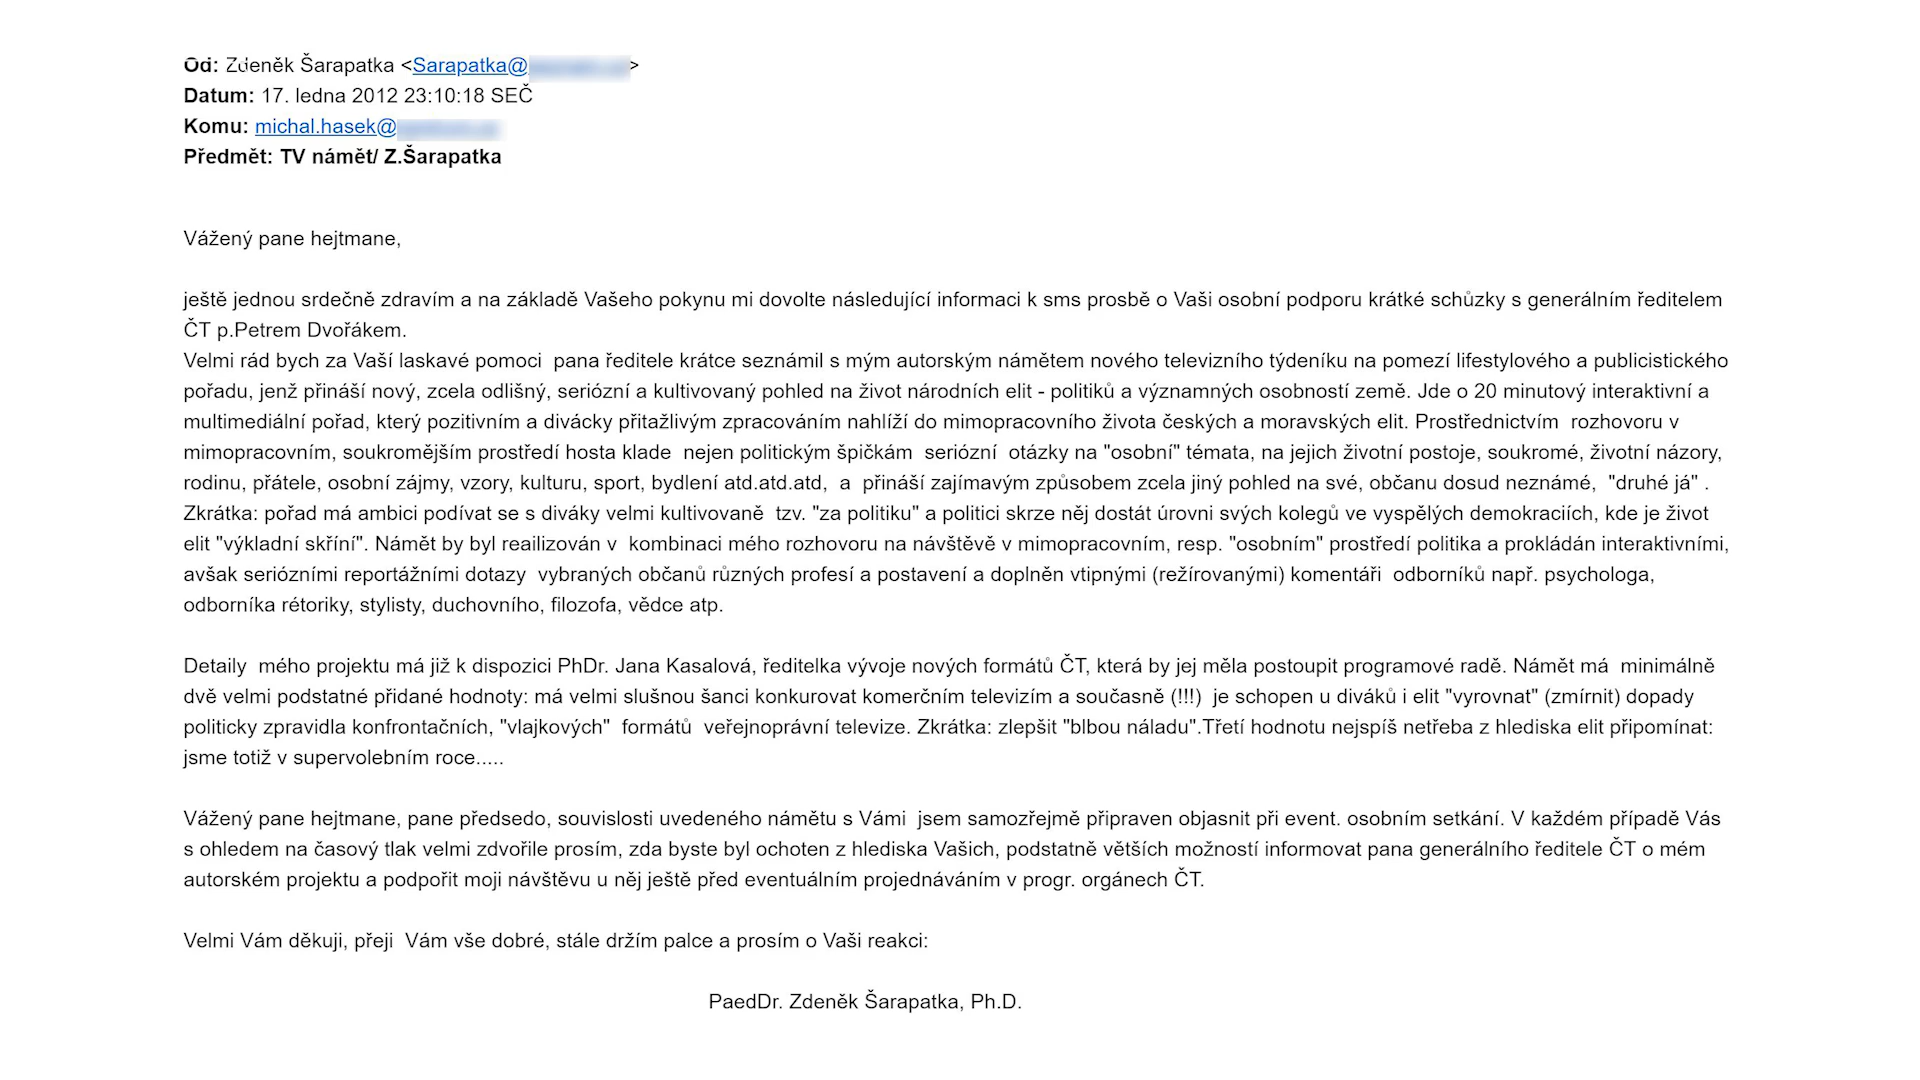 Od: Zdeněk Šarapatka <Sarapatka@ >
Datum: 17. ledna 2012 23:10:18 SEČ
Komu: michal.hasek@
Předmět: TV námět/ Z.Šarapatka
Vážený pane hejtmane,
ještě jednou srdečně zdravím a na základě Vašeho pokynu mi dovolte následující informaci k sms prosbě o Vaši osobní podporu krátké schůzky s generálním ředitelem
ČT p.Petrem Dvořákem.
Velmi rád bych za Vaší laskavé pomoci  pana ředitele krátce seznámil s mým autorským námětem nového televizního týdeníku na pomezí lifestylového a publicistického
pořadu, jenž přináší nový, zcela odlišný, seriózní a kultivovaný pohled na život národních elit - politiků a významných osobností země. Jde o 20 minutový interaktivní a
multimediální pořad, který pozitivním a divácky přitažlivým zpracováním nahlíží do mimopracovního života českých a moravských elit. Prostřednictvím  rozhovoru v
mimopracovním, soukromějším prostředí hosta klade  nejen politickým špičkám  seriózní  otázky na "osobní" témata, na jejich životní postoje, soukromé, životní názory,
rodinu, přátele, osobní zájmy, vzory, kulturu, sport, bydlení atd.atd.atd,  a  přináší zajímavým způsobem zcela jiný pohled na své, občanu dosud neznámé,  "druhé já" .
Zkrátka: pořad má ambici podívat se s diváky velmi kultivovaně  tzv. "za politiku" a politici skrze něj dostát úrovni svých kolegů ve vyspělých demokraciích, kde je život
elit "výkladní skříní". Námět by byl reailizován v  kombinaci mého rozhovoru na návštěvě v mimopracovním, resp. "osobním" prostředí politika a prokládán interaktivními,
avšak seriózními reportážními dotazy  vybraných občanů různých profesí a postavení a doplněn vtipnými (režírovanými) komentáři  odborníků např. psychologa,
odborníka rétoriky, stylisty, duchovního, filozofa, vědce atp.
Detaily  mého projektu má již k dispozici PhDr. Jana Kasalová, ředitelka vývoje nových formátů ČT, která by jej měla postoupit programové radě. Námět má  minimálně
dvě velmi podstatné přidané hodnoty: má velmi slušnou šanci konkurovat komerčním televizím a současně (!!!)  je schopen u diváků i elit "vyrovnat" (zmírnit) dopady
politicky zpravidla konfrontačních, "vlajkových"  formátů  veřejnoprávní televize. Zkrátka: zlepšit "blbou náladu".Třetí hodnotu nejspíš netřeba z hlediska elit připomínat:
jsme totiž v supervolebním roce.....
Vážený pane hejtmane, pane předsedo, souvislosti uvedeného námětu s Vámi  jsem samozřejmě připraven objasnit při event. osobním setkání. V každém případě Vás
s ohledem na časový tlak velmi zdvořile prosím, zda byste byl ochoten z hlediska Vašich, podstatně větších možností informovat pana generálního ředitele ČT o mém
autorském projektu a podpořit moji návštěvu u něj ještě před eventuálním projednáváním v progr. orgánech ČT.
Velmi Vám děkuji, přeji  Vám vše dobré, stále držím palce a prosím o Vaši reakci:
PaedDr. Zdeněk Šarapatka, Ph.D.